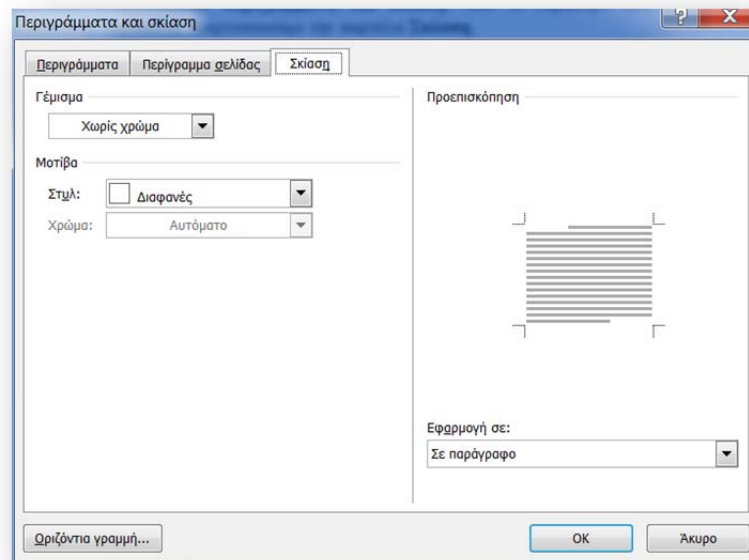 Περιγράμματα και σκίαση
Περιγράμματα Περίγραμμα σελίδας Σκίαση
Γέμισμα
Χωρίς χρώμα
Μοτίβα
Στυλ: Διαφανές
Χρώμα: Αυτόματο
Προεπισκόπηση
Εφαρμογή σε:
Σε παράγραφο
Οριζόντια γραμμή... OK Άκυρο